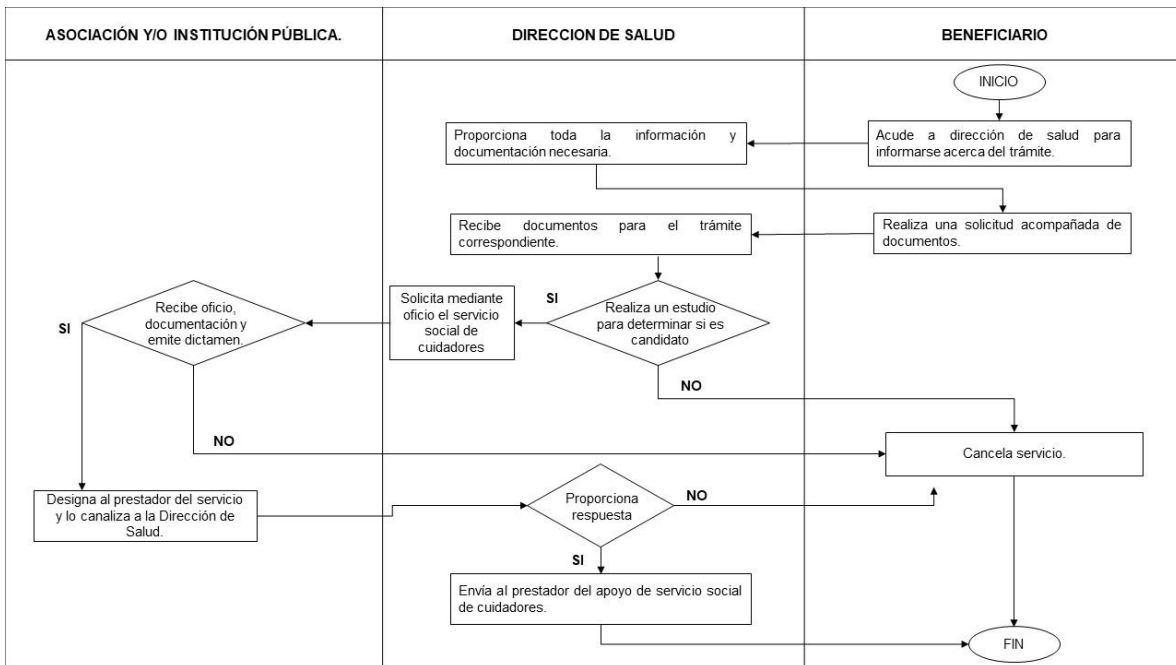 ASOCIACIÓN Y/O INSTITUCIÓN PÚBLICA.
DIRECCION DE SALUD
BENEFICIARIO
INICIO
Acude a dirección de salud para
informarse acerca del trámite.
Proporciona toda la información y
documentación necesaria.
Realiza una solicitud acompañada de
documentos.
Recibe documentos para el trámite
correspondiente.
Realiza un estudio
para determinar si es
candidato
SI
Solicita mediante
oficio el servicio
social de
cuidadores
Recibe oficio,
documentación y
emite dictamen.
SI
NO
NO
Cancela servicio.
Designa al prestador del servicio
y lo canaliza a la Dirección de
Salud.
Proporciona
respuesta
NO
SI
Envía al prestador del apoyo de servicio social
de cuidadores.
FIN